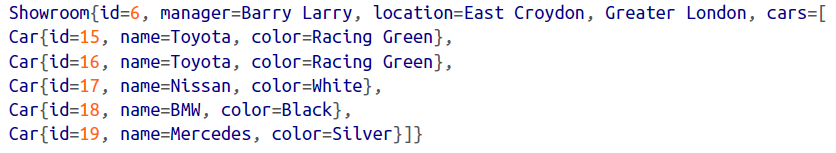 Showroom{id=6, manager=Barry Larry, location=East Croydon, Greater London, cars=[
Car{id=15, name=Toyota, color=Racing Green},
Car{id=16, name=Toyota, color=Racing Green},
Car{id=17, name=Nissan, color=White},
Car{id=18, name=BMW, color=Black},
Car{id=19, name=Mercedes, color=Silver}]}